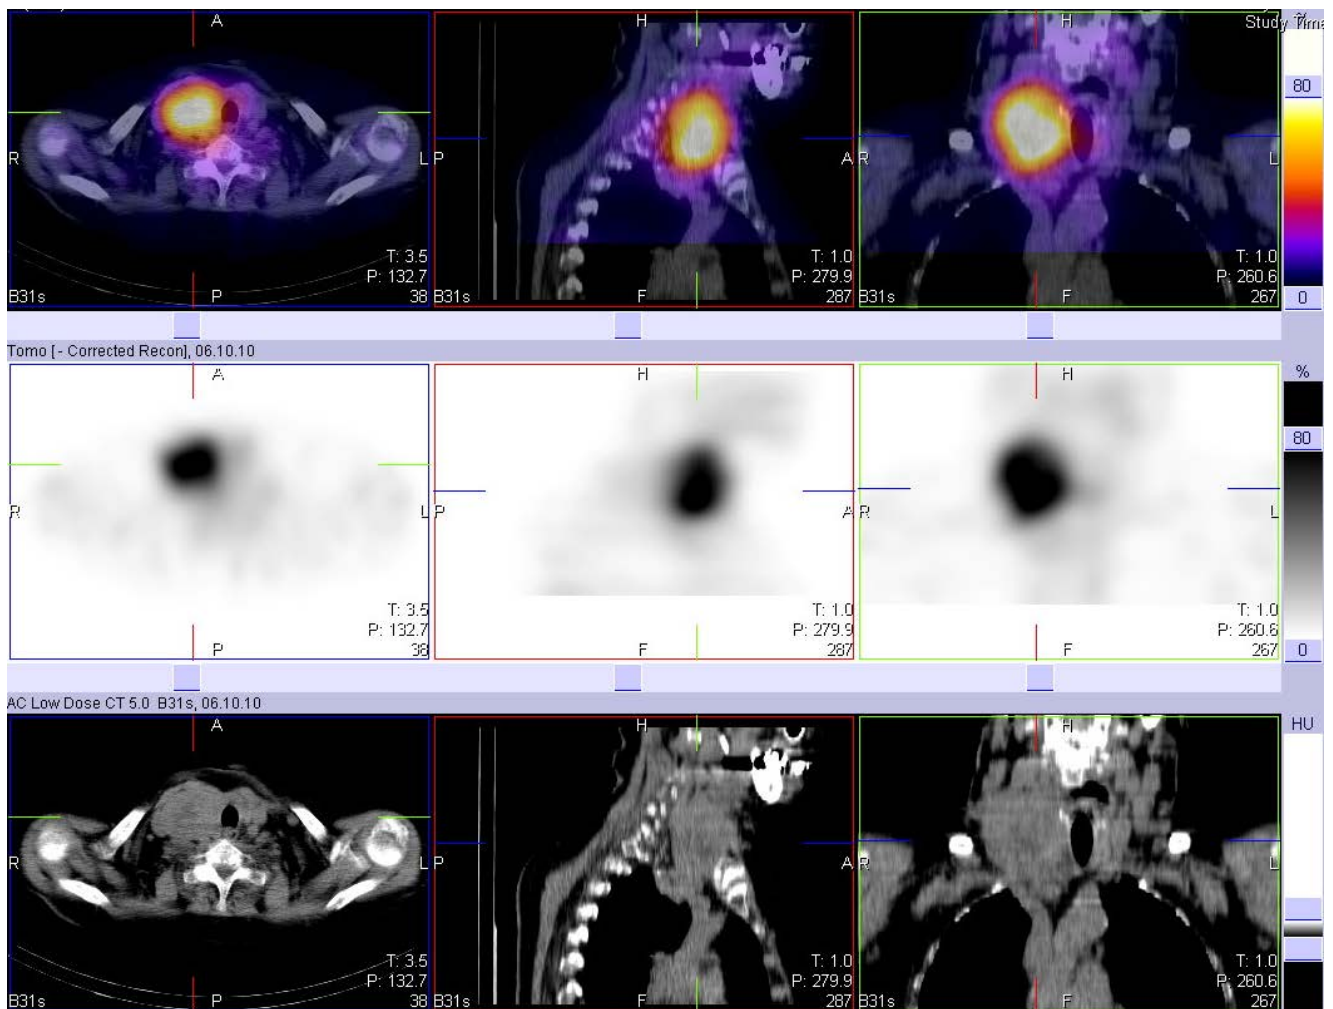 A H H
Study Time
80
R L P A R L
T: 3.5 T: 1.0 T: 1.0
P: 132.7 P: 279.9 P: 260.6
B31s P 38 B31s F 287 B31s F 267
0
Tomo [ - Corrected Recon], 06.10.10
A H H %
80
R L P A R L
T: 3.5 T: 1.0 T: 1.0
P: 132.7 P: 279.9 P: 260.6
P 38 F 287 F 267
0
AC Low Dose CT 5.0 B31s, 06.10.10
A H H HU
R L P A R L
T: 3.5 T: 1.0 T: 1.0
P: 132.7 P: 279.9 P: 260.6
B31s P 38 B31s F 287 B31s F 267